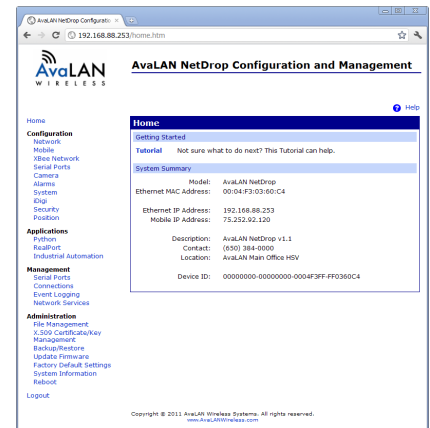 AvaLAN NetDrop Configuratio
192.168.88.253/home.htm
AvaLAN
WIRELESS
AvaLAN NetDrop Configuration and Management
Help
Home
Configuration
Network
Mobile
XBee Network
Serial Ports
Camera
Alarms
System
iDigi
Security
Position
Applications
Python
RealPort
Industrial Automation
Management
Serial Ports
Connections
Event Logging
Network Services
Administration
File Management
X.509 Certificate/Key
Management
Backup/Restore
Update Firmware
Factory Default Settings
System Information
Reboot
Logout
Home
Getting Started
Tutorial Not sure what to do next? This Tutorial can help.
System Summary
Model: AvaLAN NetDrop
Ethernet MAC Address: 00:04:F3:03:60:C4
Ethernet IP Address: 192.168.88.253
Mobile IP Address: 75.252.92.120
Description: AvaLAN NetDrop v1.1
Contact: (650) 384-0000
Location: AvaLAN Main Office HSV
Device ID: 00000000-00000000-0004F3FF-FF0360C4
Copyright © 2011 AvaLAN Wireless Systems. All rights reserved.
www.AvaLANWireless.com